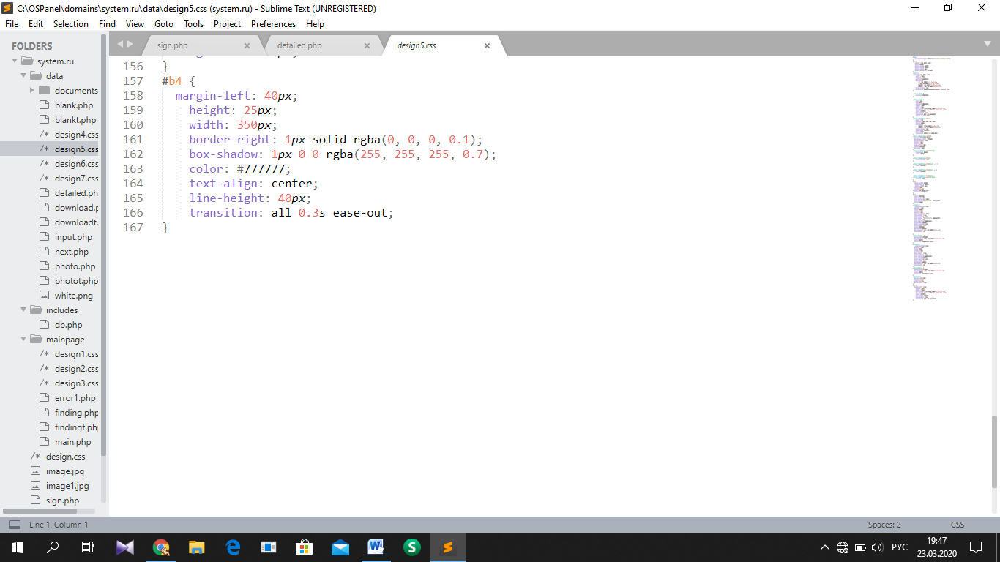 C:\OSPanel\domains\system.ru\data\design5.css (system.ru) - Sublime Text (UNREGISTERED)
File Edit Selection Find View Goto Tools Project Preferences Help
FOLDERS
system.ru
data
documents
blank.php
blankt.php
design4.css
design5.css
design6.css
design7.css
detailed.ph
download.p
downloadt.
input.php
next.php
photo.php
photot.php
white.png
includes
db.php
mainpage
design1.css
design2.css
design3.css
error1.php
finding.php
findingt.ph
main.php
design.css
image.jpg
image1.jpg
sign.php
sign.php × detailed.php × design5.css ×
156 }
157 #b4 {
158 margin-left: 40px;
159 height: 25px;
160 width: 350px;
161 border-right: 1px solid rgba(0, 0, 0, 0.1);
162 box-shadow: 1px 0 0 rgba(255, 255, 255, 0.7);
163 color: #777777;
164 text-align: center;
165 line-height: 40px;
166 transition: all 0.3s ease-out;
167 }
Line 1, Column 1 Spaces: 2 CSS
РУС
19:47
23.03.2020